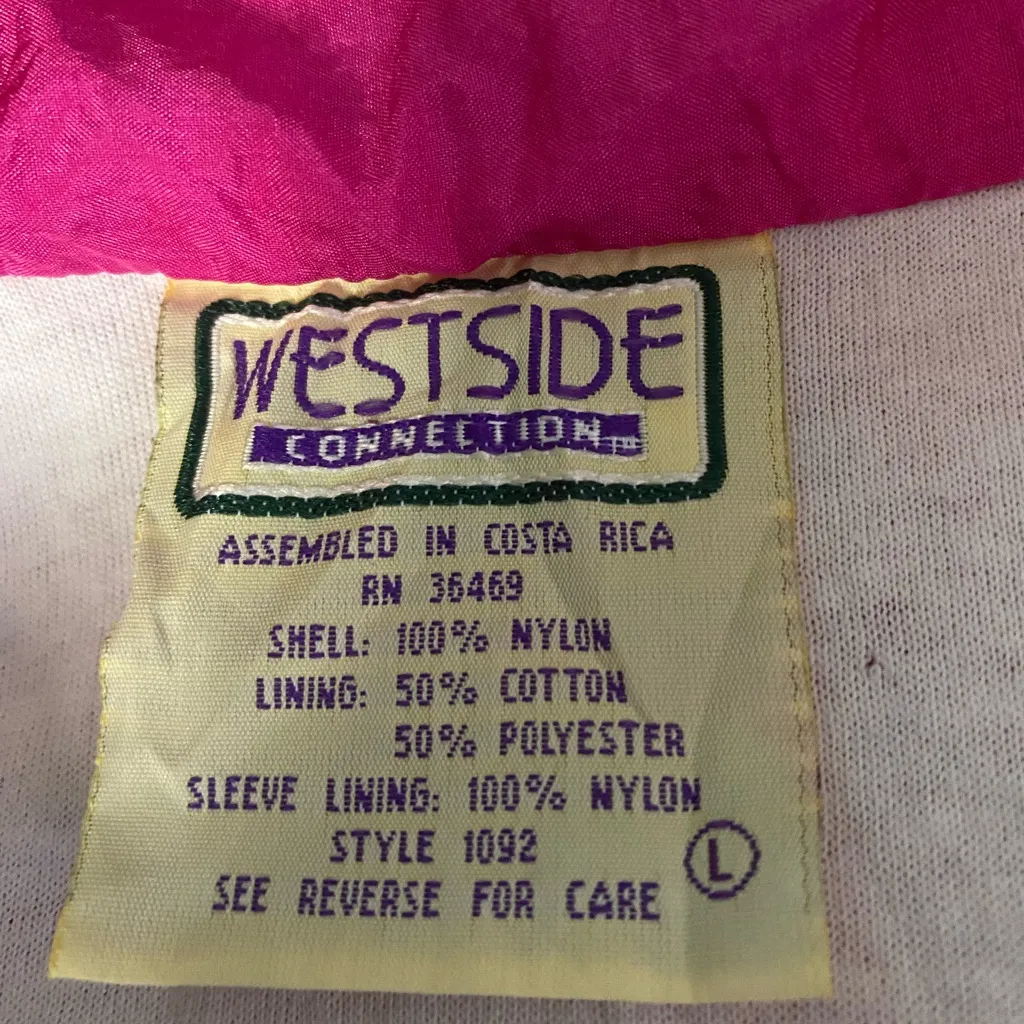 WESTSIDE
CONNECTION™
ASSEMBLED IN COSTA RICA
RN 36469
SHELL: 100% NYLON
LINING: 50% COTTON
50% POLYESTER
SLEEVE LINING: 100% NYLON
STYLE 1092
L
SEE REVERSE FOR CARE